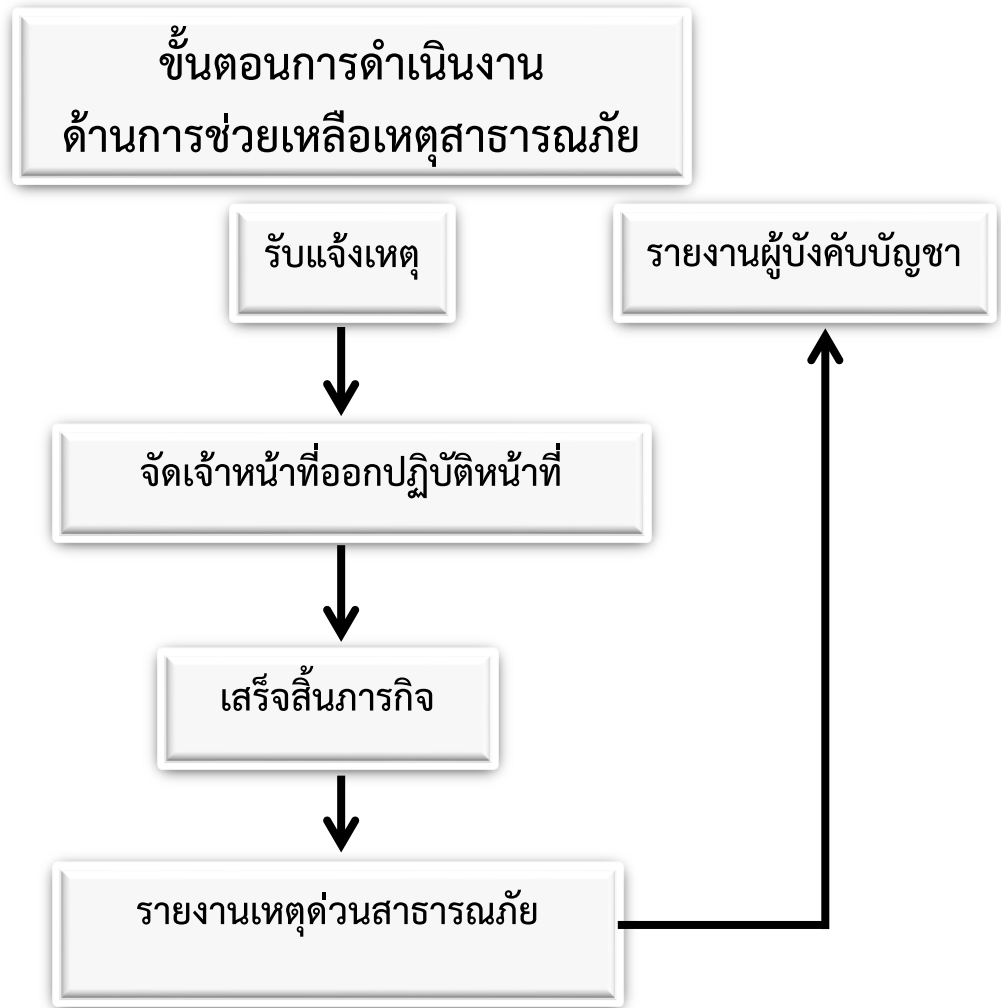 ขั้นตอนการดำเนินงาน
ด้านการช่วยเหลือเหตุสาธารณภัย
รับแจ้งเหตุ
จัดเจ้าหน้าที่ออกปฏิบัติหน้าที่
เสร็จสิ้นภารกิจ
รายงานเหตุด่วนสาธารณภัย
รายงานผู้บังคับบัญชา